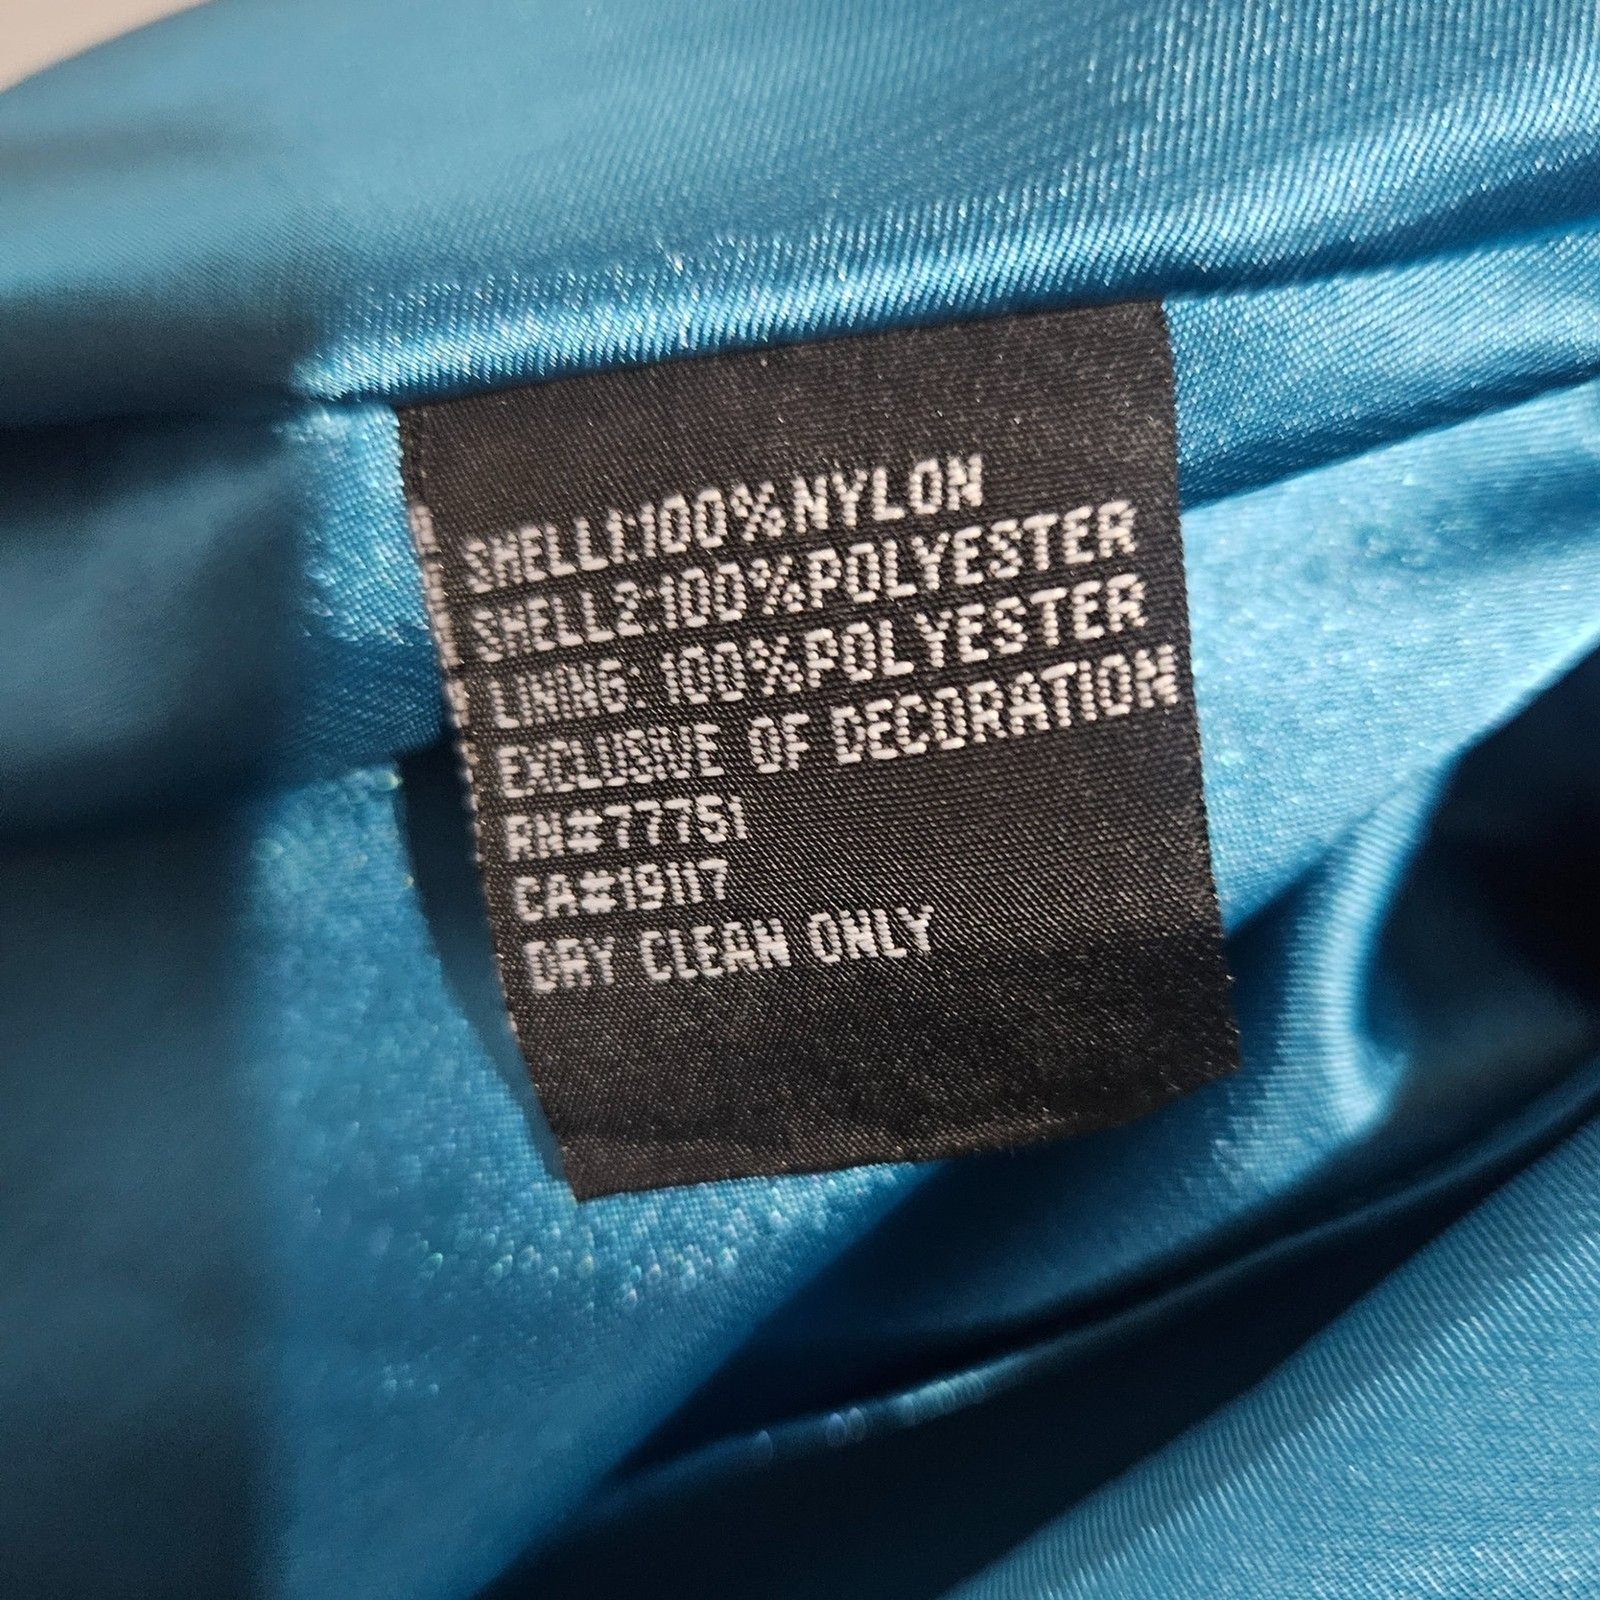 SHELL1:100%NYLON
SHELL2:100%POLYESTER
LINING: 100%POLYESTER
EXCLUSIVE OF DECORATION
RN#77751
CA#19117
DRY CLEAN ONLY